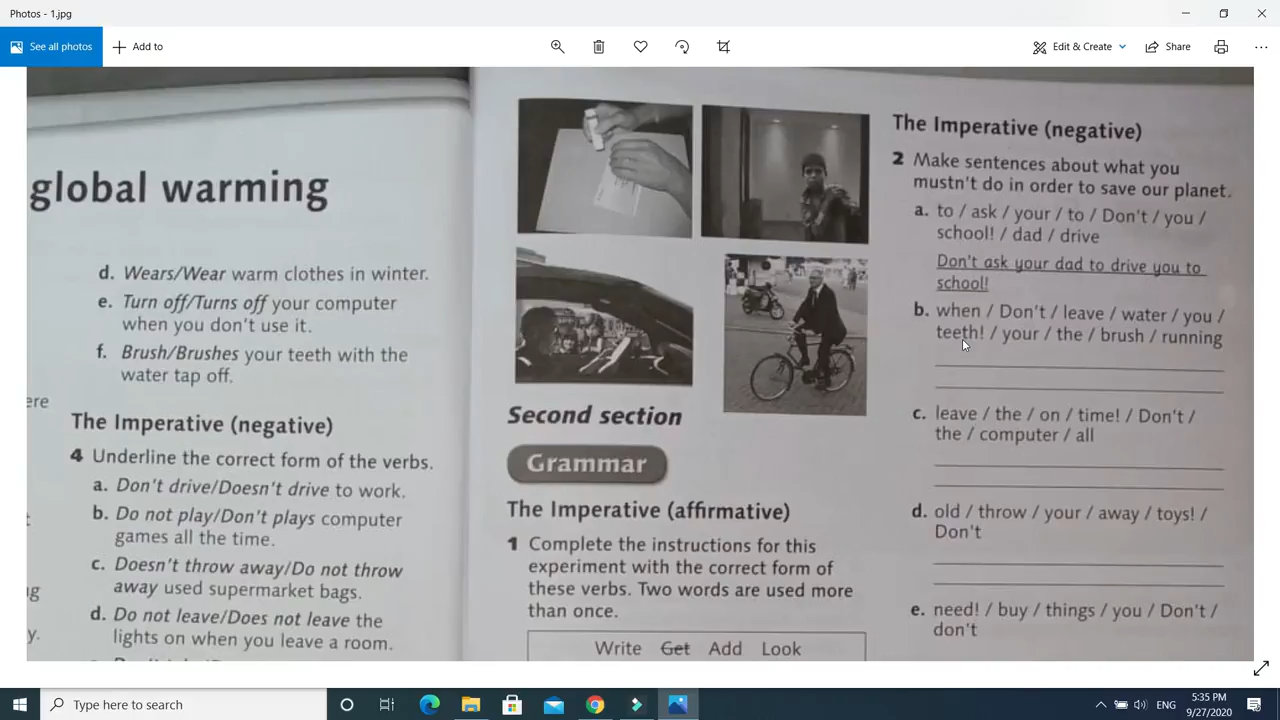 Photos - 1.jpg
See all photos
Add to
Edit & Create
Share
global warming
d. Wears/Wear warm clothes in winter.
e. Turn off/Turns off your computer
when you don't use it.
f. Brush/Brushes your teeth with the
water tap off.
ere
The Imperative (negative)
4 Underline the correct form of the verbs.
a. Don't drive/Doesn't drive to work.
b. Do not play/Don't plays computer
games all the time.
c. Doesn't throw away/Do not throw
away used supermarket bags.
d. Do not leave/Does not leave the
lights on when you leave a room.
t
ng
y.
Second section
Grammar
The Imperative (affirmative)
1 Complete the instructions for this
experiment with the correct form of
these verbs. Two words are used more
than once.
Write Get Add Look
The Imperative (negative)
2 Make sentences about what you
mustn't do in order to save our planet.
a. to / ask / your / to / Don't / you /
school! / dad / drive
Don't ask your dad to drive you to
school!
b. when / Don't / leave / water / you /
teeth! / your / the / brush / running
c. leave / the / on / time! / Don't /
the / computer / all
d. old / throw / your / away / toys! /
Don't
e. need! / buy / things / you / Don't /
don't
Type here to search
ENG
5:35 PM
9/27/2020